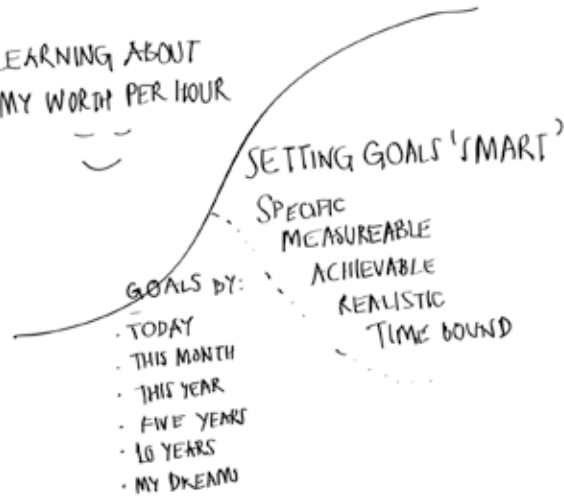 LEARNING ABOUT
MY WORTH PER HOUR
SETTING GOALS 'SMART'
SPECIFIC
MEASUREABLE
ACHIEVABLE
REALISTIC
TIME BOUND
GOALS BY:
· TODAY
· THIS MONTH
· THIS YEAR
· FIVE YEARS
· 10 YEARS
· MY DREAMS